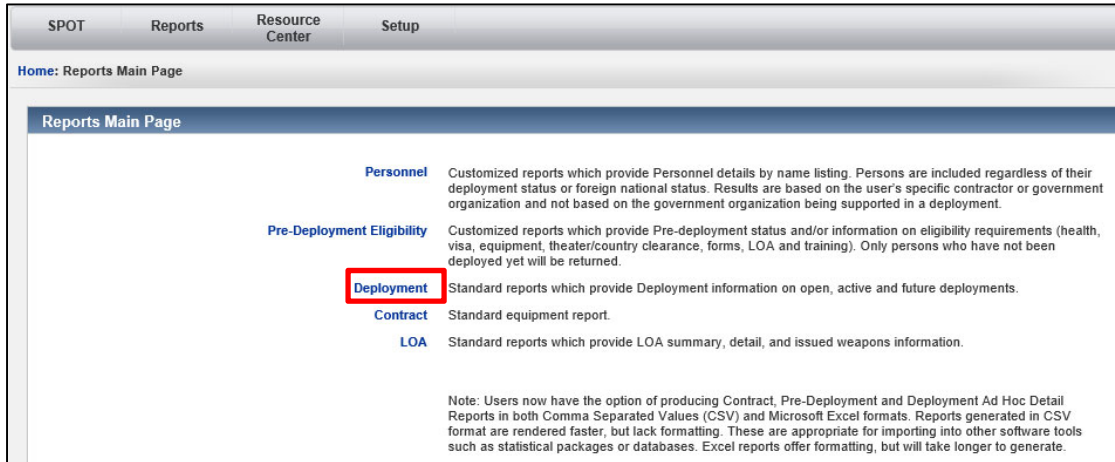 SPOT Reports Resource Center Setup
Home: Reports Main Page
Reports Main Page
Personnel Customized reports which provide Personnel details by name listing. Persons are included regardless of their
deployment status or foreign national status. Results are based on the user's specific contractor or government
organization and not based on the government organization being supported in a deployment.
Pre-Deployment Eligibility Customized reports which provide Pre-deployment status and/or information on eligibility requirements (health,
visa, equipment, theater/country clearance, forms, LOA and training). Only persons who have not been
deployed yet will be returned.
Deployment Standard reports which provide Deployment information on open, active and future deployments.
Contract Standard equipment report.
LOA Standard reports which provide LOA summary, detail, and issued weapons information.
Note: Users now have the option of producing Contract, Pre-Deployment and Deployment Ad Hoc Detail
Reports in both Comma Separated Values (CSV) and Microsoft Excel formats. Reports generated in CSV
format are rendered faster, but lack formatting. These are appropriate for importing into other software tools
such as statistical packages or databases. Excel reports offer formatting, but will take longer to generate.